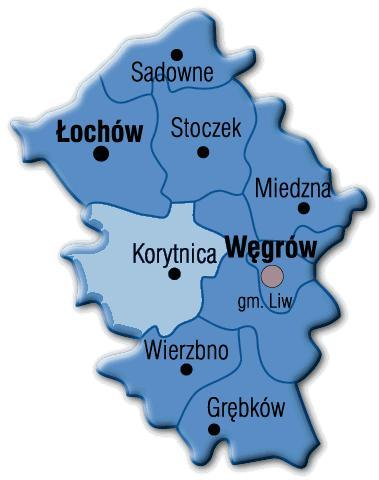 Sadowne
Łochów
Stoczek
Miedzna
Korytnica
Węgrów
gm. Liw
Wierzbno
Grębków